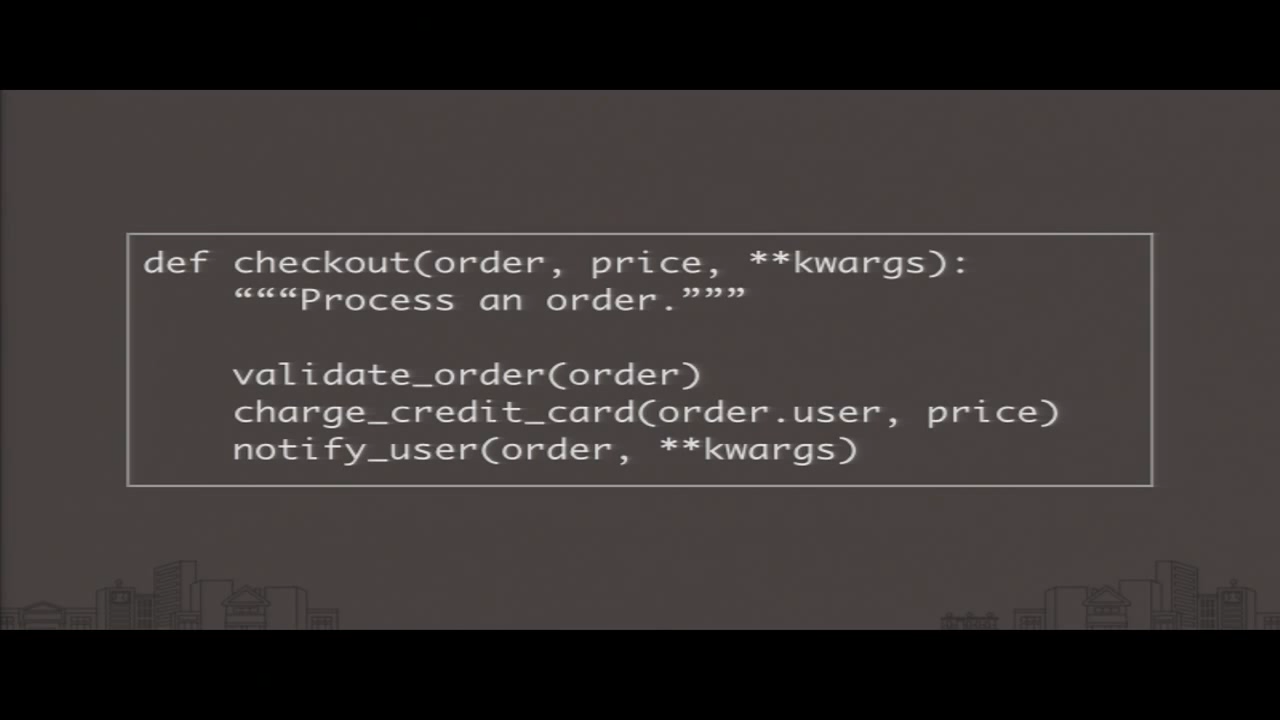 def checkout(order, price, **kwargs):
    “““Process an order.”””
    validate_order(order)
    charge_credit_card(order.user, price)
    notify_user(order, **kwargs)